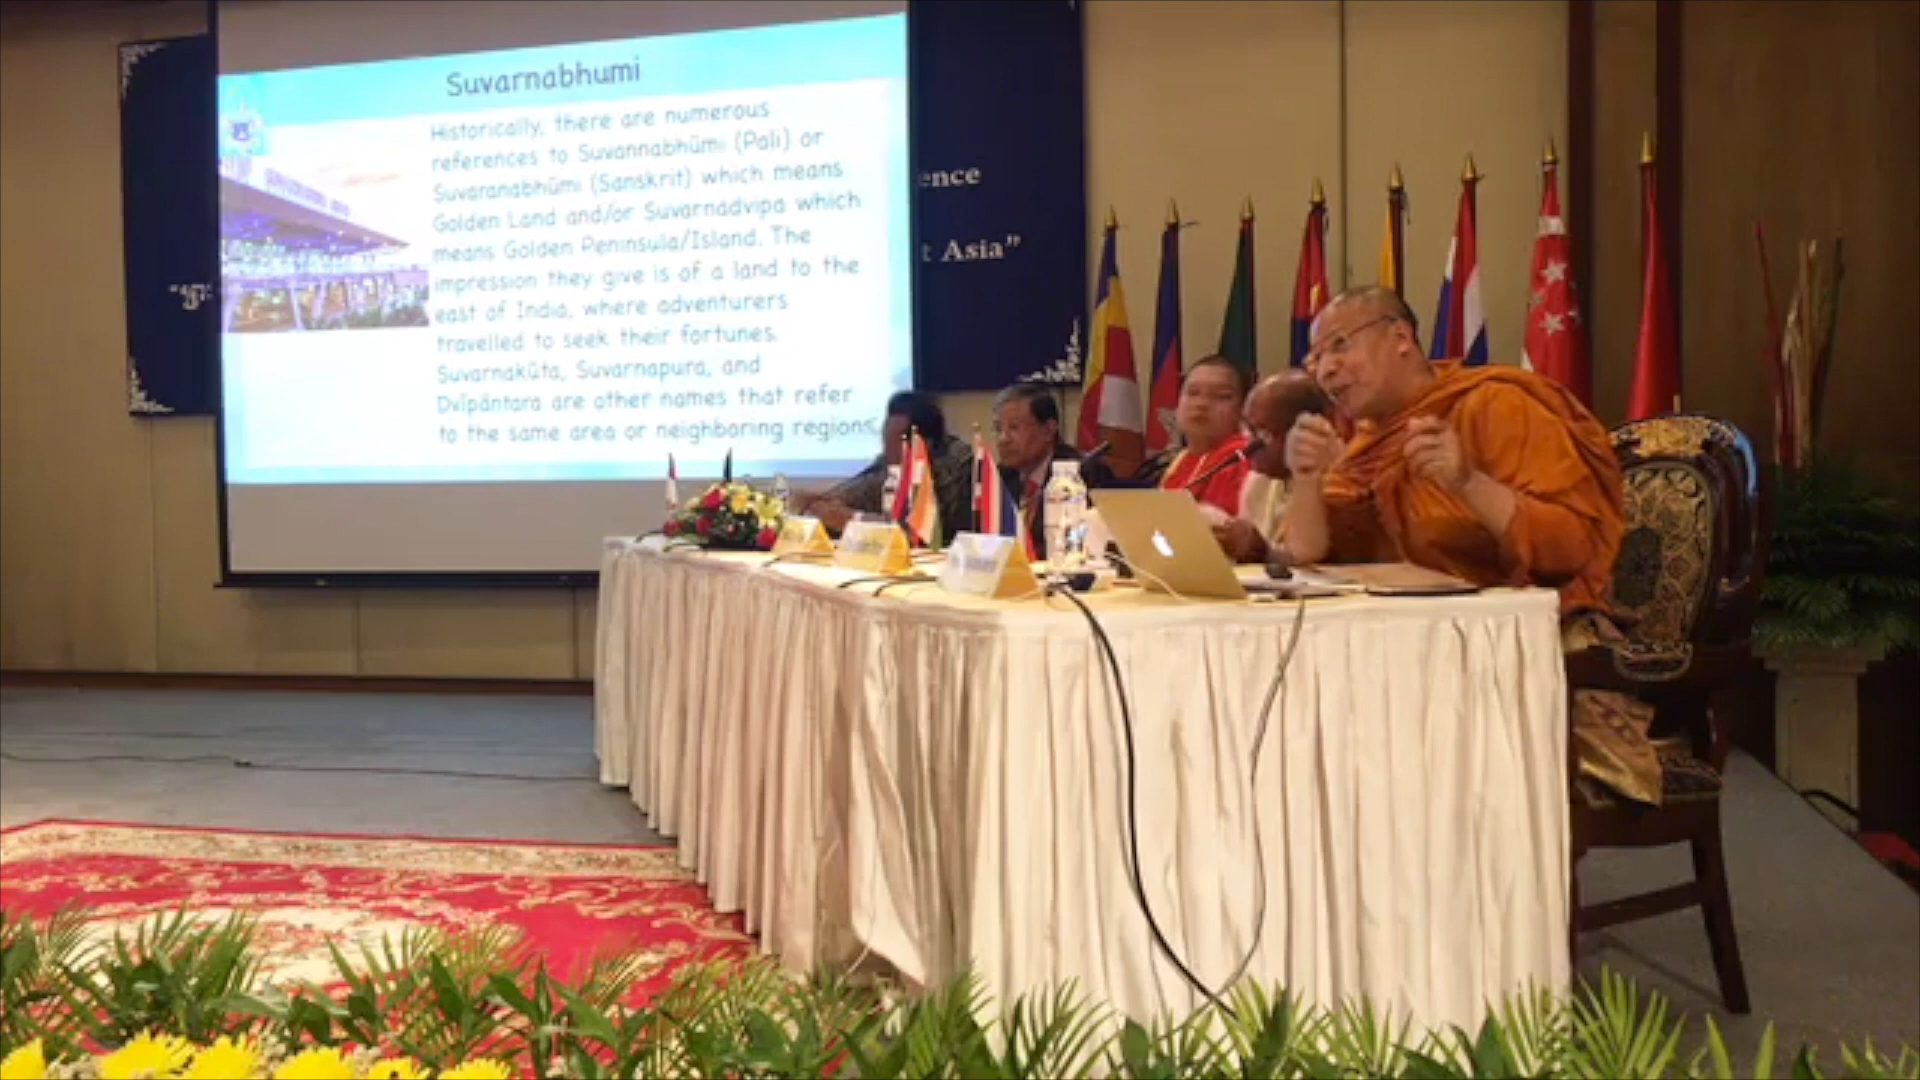 Suvarnabhumi
Historically, there are numerous
references to Suvannabhūmi (Pali) or
Suvaranabhūmi (Sanskrit) which means
Golden Land and/or Suvarnadvipa which
means Golden Peninsula/Island. The
impression they give is of a land to the
east of India, where adventurers
travelled to seek their fortunes.
Suvarnakūta, Suvarnapura, and
Dvīpāntara are other names that refer
to the same area or neighboring regions.
ence
t Asia”